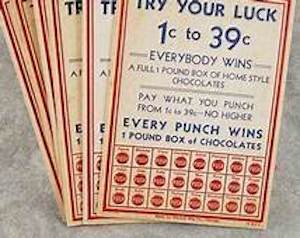 TRY YOUR LUCK
1c to 39c
EVERYBODY WINS
A FULL 1 POUND BOX OF HOME STYLE
CHOCOLATES
PAY WHAT YOU PUNCH
FROM 1c to 39c—NO HIGHER
EVERY PUNCH WINS
1 POUND BOX of CHOCOLATES
TR
T